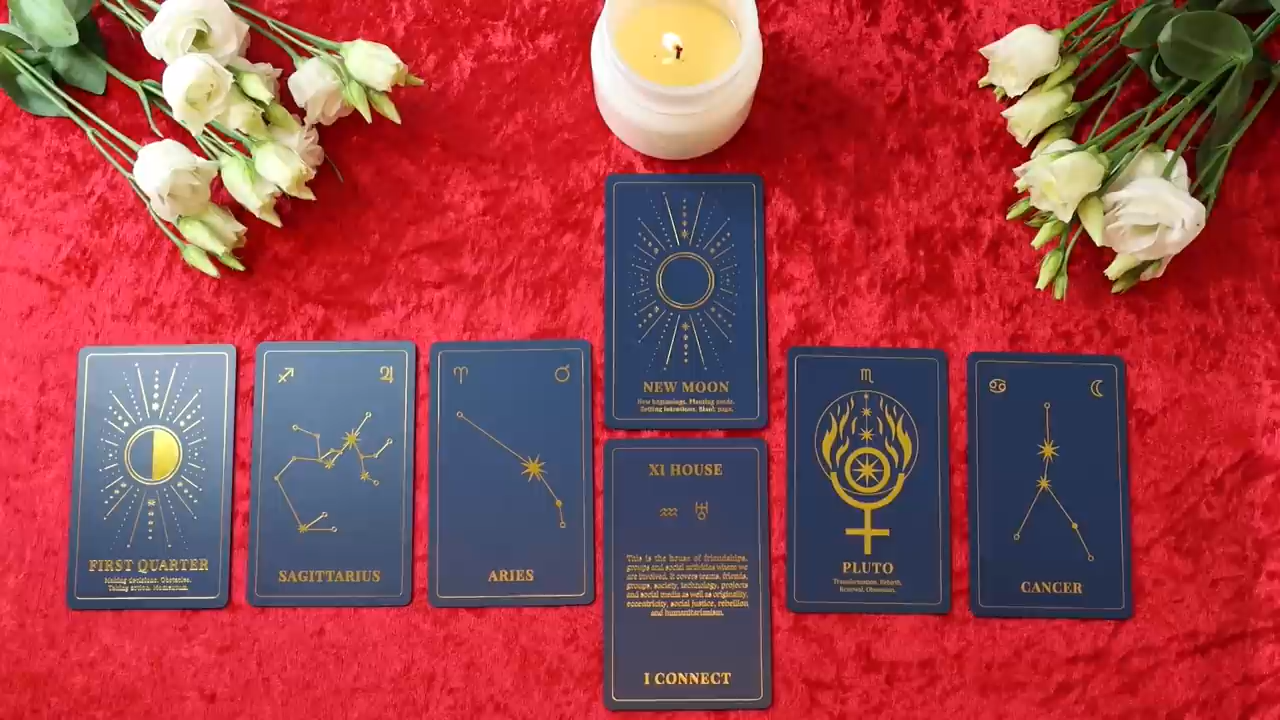 NEW MOON
New beginnings. Planting seeds.
Setting intentions. Blank page.
FIRST QUARTER
Making decisions. Obstacles.
Taking action. Momentum.
SAGITTARIUS
ARIES
XI HOUSE
This is the house of friendships,
groups and social activities where we
are involved. It covers teams, friends,
groups, society, technology, projects
and social media as well as originality,
eccentricity, social justice, rebellion
and humanitarianism.
I CONNECT
PLUTO
Transformation. Rebirth.
Renewal. Obsession.
CANCER